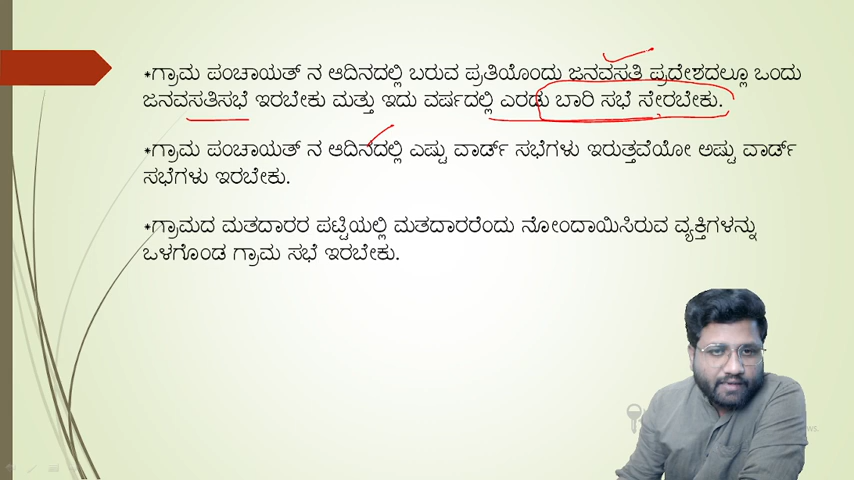 *ಗ್ರಾಮ ಪಂಚಾಯತ್ ನ ಆದಿನದಲ್ಲಿ ಬರುವ ಪ್ರತಿಯೊಂದು ಜನವಸತಿ ಪ್ರದೇಶದಲ್ಲೂ ಒಂದು
ಜನವಸತಿಸಭೆ ಇರಬೇಕು ಮತ್ತು ಇದು ವರ್ಷದಲ್ಲಿ ಎರಡು ಬಾರಿ ಸಭೆ ಸೇರಬೇಕು.
*ಗ್ರಾಮ ಪಂಚಾಯತ್ ನ ಆದಿನದಲ್ಲಿ ಎಷ್ಟು ವಾರ್ಡ್ ಸಭೆಗಳು ಇರುತ್ತವೆಯೋ ಅಷ್ಟು ವಾರ್ಡ್
ಸಭೆಗಳು ಇರಬೇಕು.
*ಗ್ರಾಮದ ಮತದಾರರ ಪಟ್ಟಿಯಲ್ಲಿ ಮತದಾರರೆಂದು ನೋಂದಾಯಿಸಿರುವ ವ್ಯಕ್ತಿಗಳನ್ನು
ಒಳಗೊಂಡ ಗ್ರಾಮ ಸಭೆ ಇರಬೇಕು.